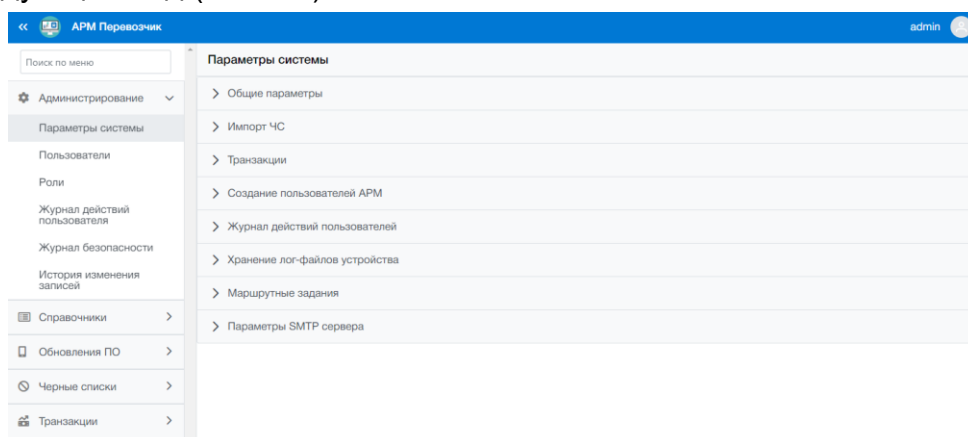 АРМ Перевозчик
admin
Поиск по меню
Администрирование
Параметры системы
Пользователи
Роли
Журнал действий
пользователя
Журнал безопасности
История изменения
записей
Справочники
Обновления ПО
Черные списки
Транзакции
Параметры системы
Общие параметры
Импорт ЧС
Транзакции
Создание пользователей АРМ
Журнал действий пользователей
Хранение лог-файлов устройства
Маршрутные задания
Параметры SMTP сервера